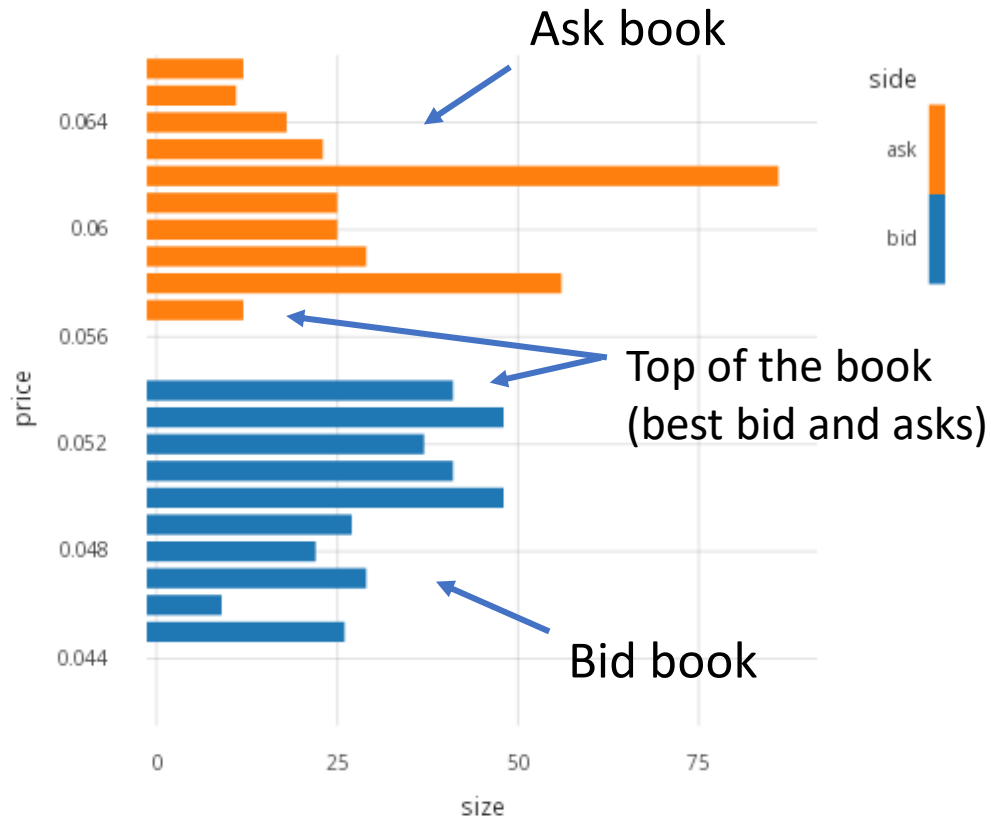 Ask book
side
ask
bid
0.064
0.06
0.056
0.052
0.048
0.044
price
Top of the book
(best bid and asks)
Bid book
0 25 50 75
size